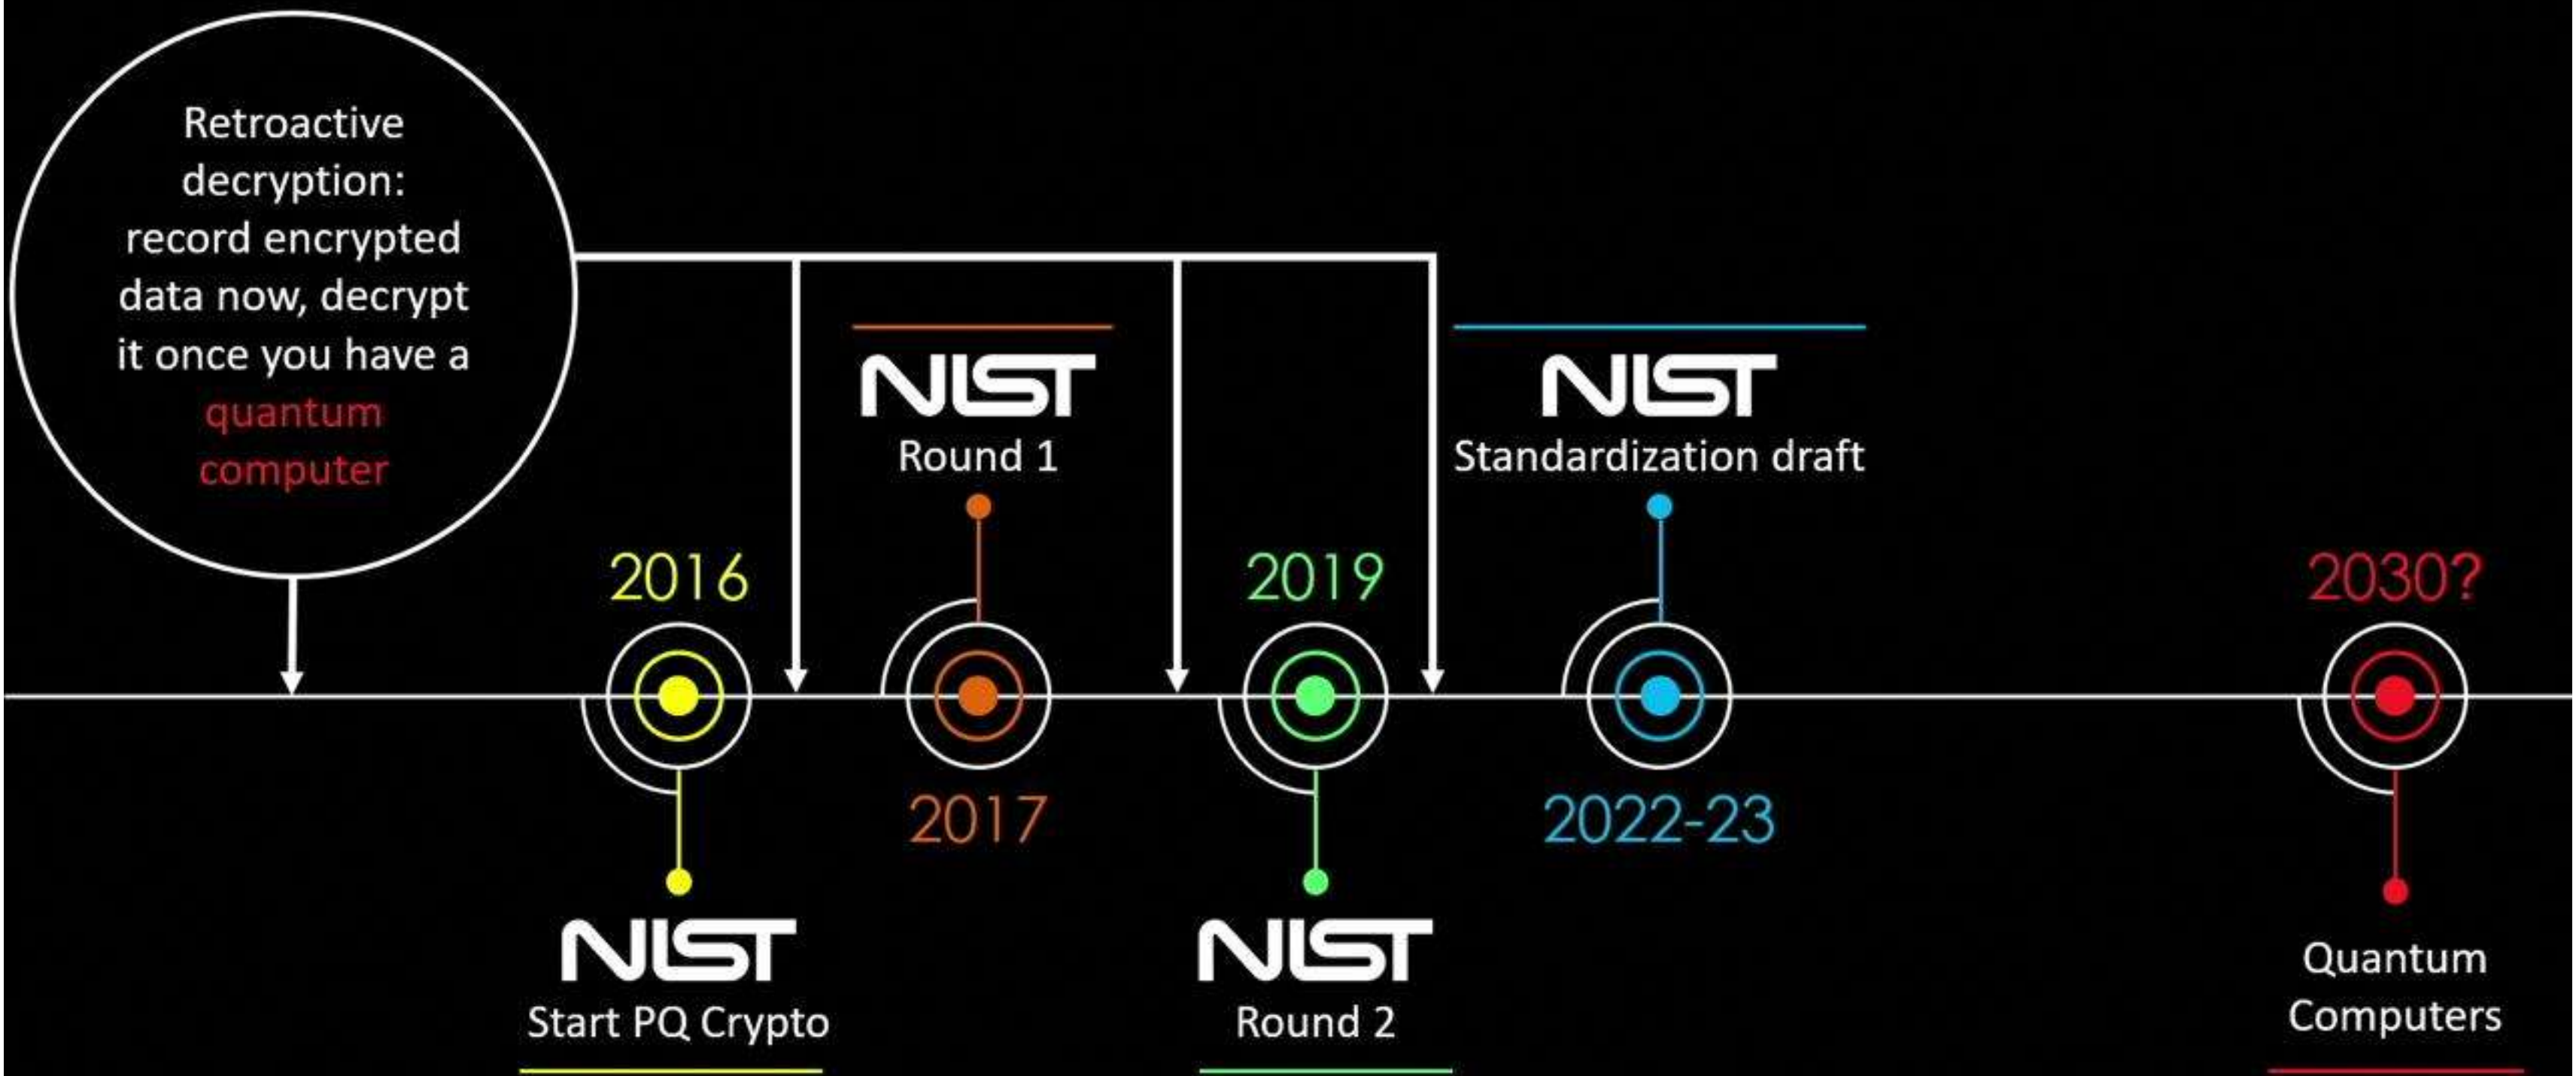 Retroactive
decryption:
record encrypted
data now, decrypt
it once you have a
quantum
computer
2016
NIST
Start PQ Crypto
NIST
Round 1
2017
2019
NIST
Round 2
NIST
Standardization draft
2022-23
2030?
Quantum
Computers